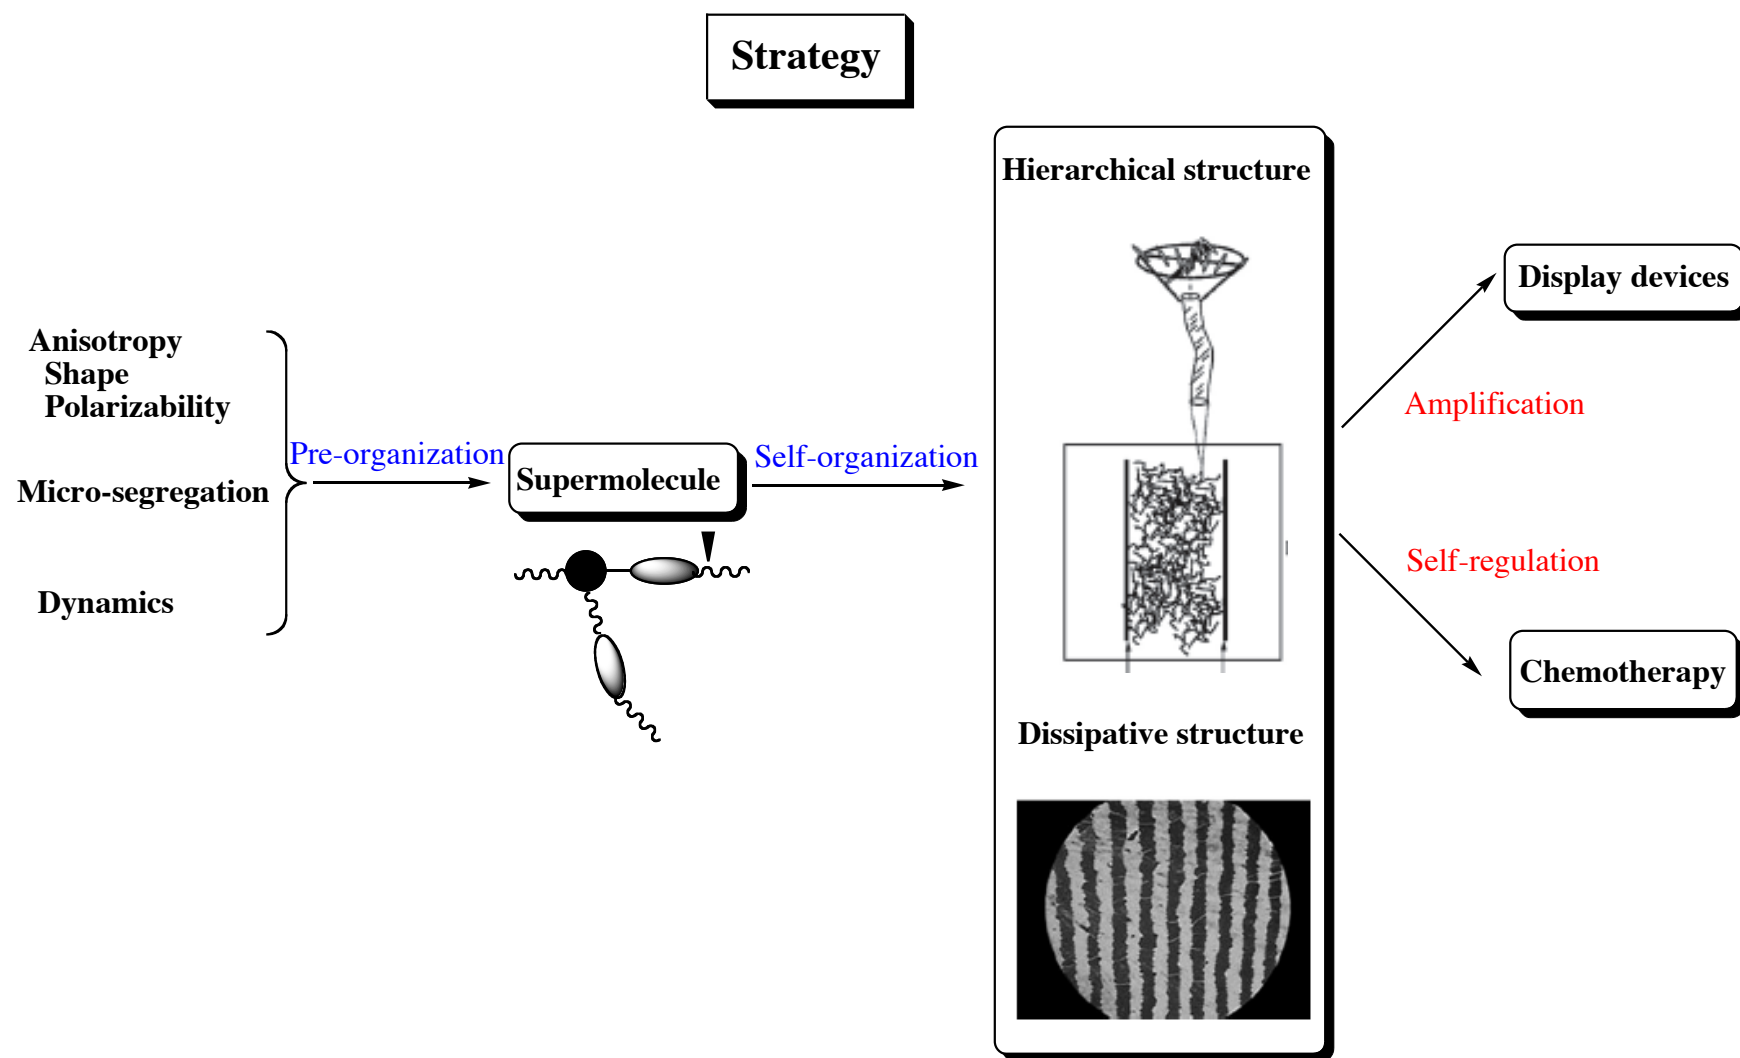 Strategy
Anisotropy
Shape
Polarizability
Micro-segregation
Dynamics
Pre-organization
Supermolecule
Self-organization
Hierarchical structure
Dissipative structure
Amplification
Self-regulation
Display devices
Chemotherapy